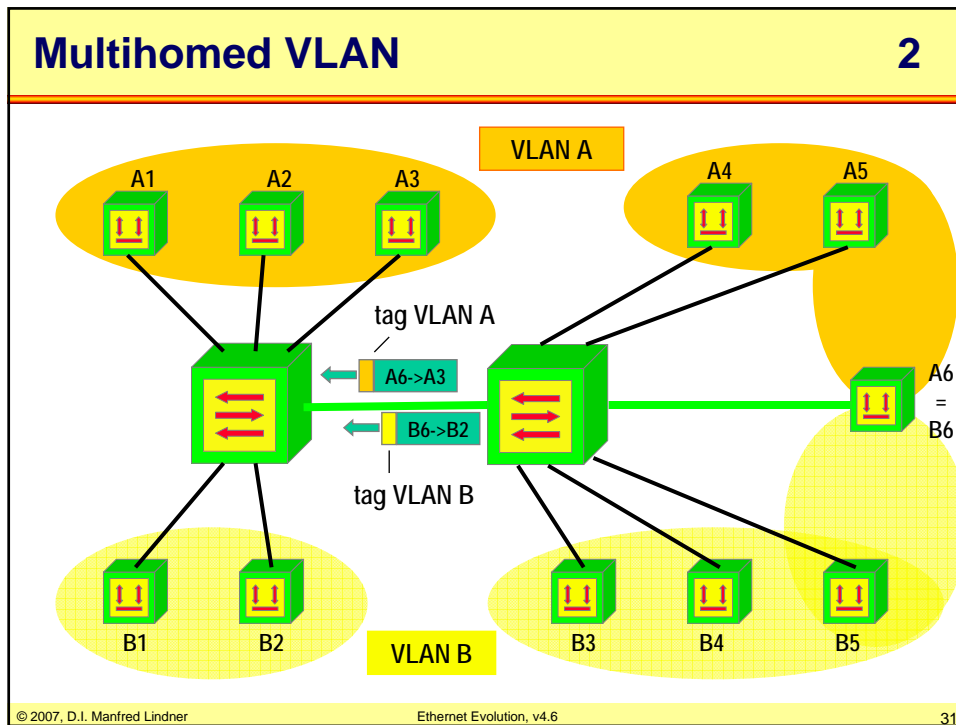 Multihomed VLAN 2
VLAN A
A1 A2 A3 A4 A5
tag VLAN A
A6->A3
A6
=
B6
B6->B2
tag VLAN B
B1 B2 B3 B4 B5
VLAN B
© 2007, D.I. Manfred Lindner Ethernet Evolution, v4.6 31